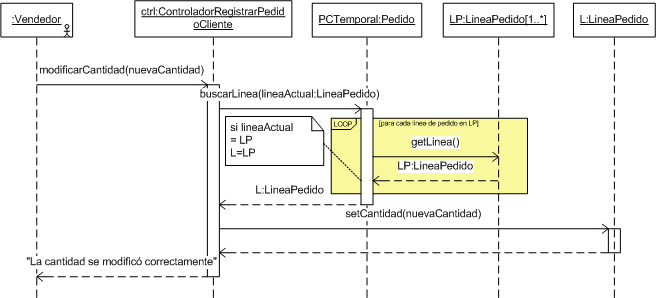 :Vendedor
ctrl:ControladorRegistrarPedid
oCliente
PCTemporal:Pedido
LP:LineaPedido[1..*]
L:LineaPedido
modificarCantidad(nuevaCantidad)
buscarLinea(lineaActual:LineaPedido)
LOOP
[para cada linea de pedido en LP]
si lineaActual
= LP
L=LP
getLinea()
LP:LineaPedido
L:LineaPedido
setCantidad(nuevaCantidad)
"La cantidad se modificó correctamente"